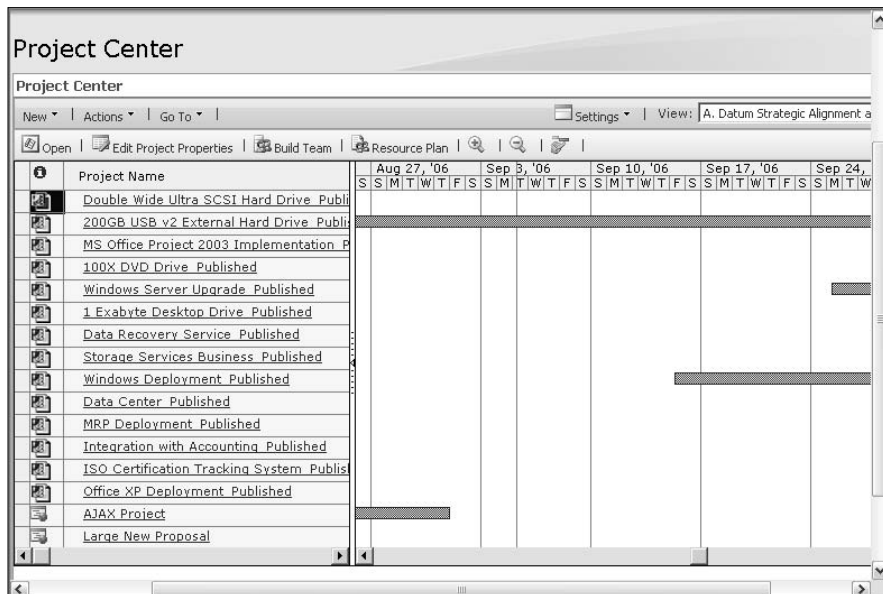 Project Center
Project Center
New | Actions | Go To | Settings | View: A. Datum Strategic Alignment a
Open | Edit Project Properties | Build Team | Resource Plan | | |
Project Name
Aug 27, '06 Sep 3, '06 Sep 10, '06 Sep 17, '06 Sep 24,
S S M T W T F S S M T W T F S S M T W T F S S M T W T F S S M T W
Double Wide Ultra SCSI Hard Drive Publi
200GB USB v2 External Hard Drive Publis
MS Office Project 2003 Implementation P
100X DVD Drive Published
Windows Server Upgrade Published
1 Exabyte Desktop Drive Published
Data Recovery Service Published
Storage Services Business Published
Windows Deployment Published
Data Center Published
MRP Deployment Published
Integration with Accounting Published
ISO Certification Tracking System Publisl
Office XP Deployment Published
AJAX Project
Large New Proposal